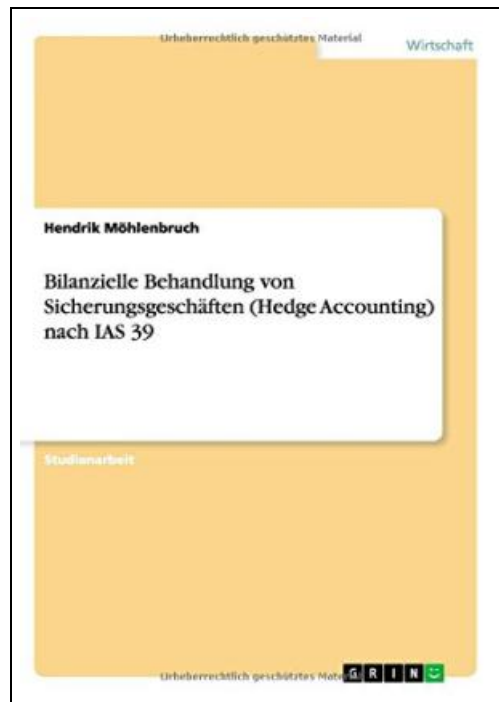 Urheberrechtlich geschütztes Material
Wirtschaft
Hendrik Möhlenbruch
Bilanzielle Behandlung von
Sicherungsgeschäften (Hedge Accounting)
nach IAS 39
Studienarbeit
Urheberrechtlich geschütztes Mate
GRIN